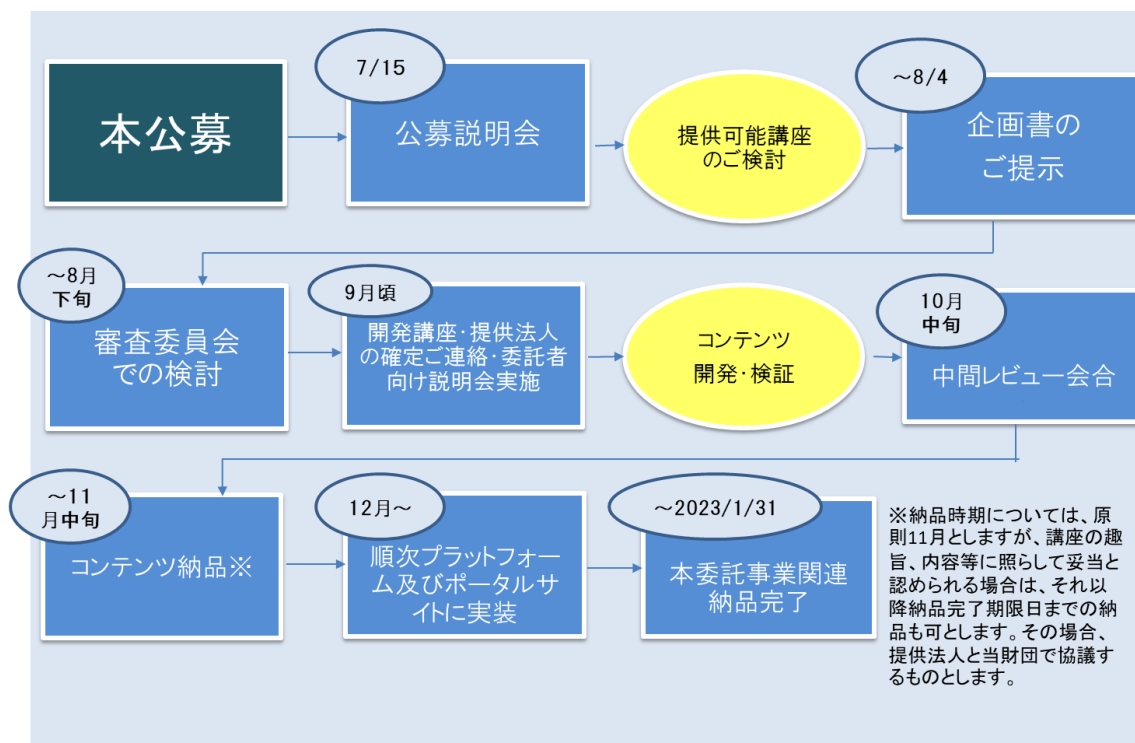 本公募
7/15
公募説明会
提供可能講座
のご検討
～8/4
企画書の
ご提示
～8月
下旬
審査委員会
での検討
9月頃
開発講座・提供法人
の確定ご連絡・委託者
向け説明会実施
コンテンツ
開発・検証
10月
中旬
中間レビュー会合
～11
月中旬
コンテンツ納品※
12月～
順次プラットフォー
ム及びポータルサ
イトに実装
～2023/1/31
本委託事業関連
納品完了
※納品時期については、原
則11月としますが、講座の趣
旨、内容等に照らして妥当と
認められる場合は、それ以
降納品完了期限日までの納
品も可とします。その場合、
提供法人と当財団で協議す
るものとします。